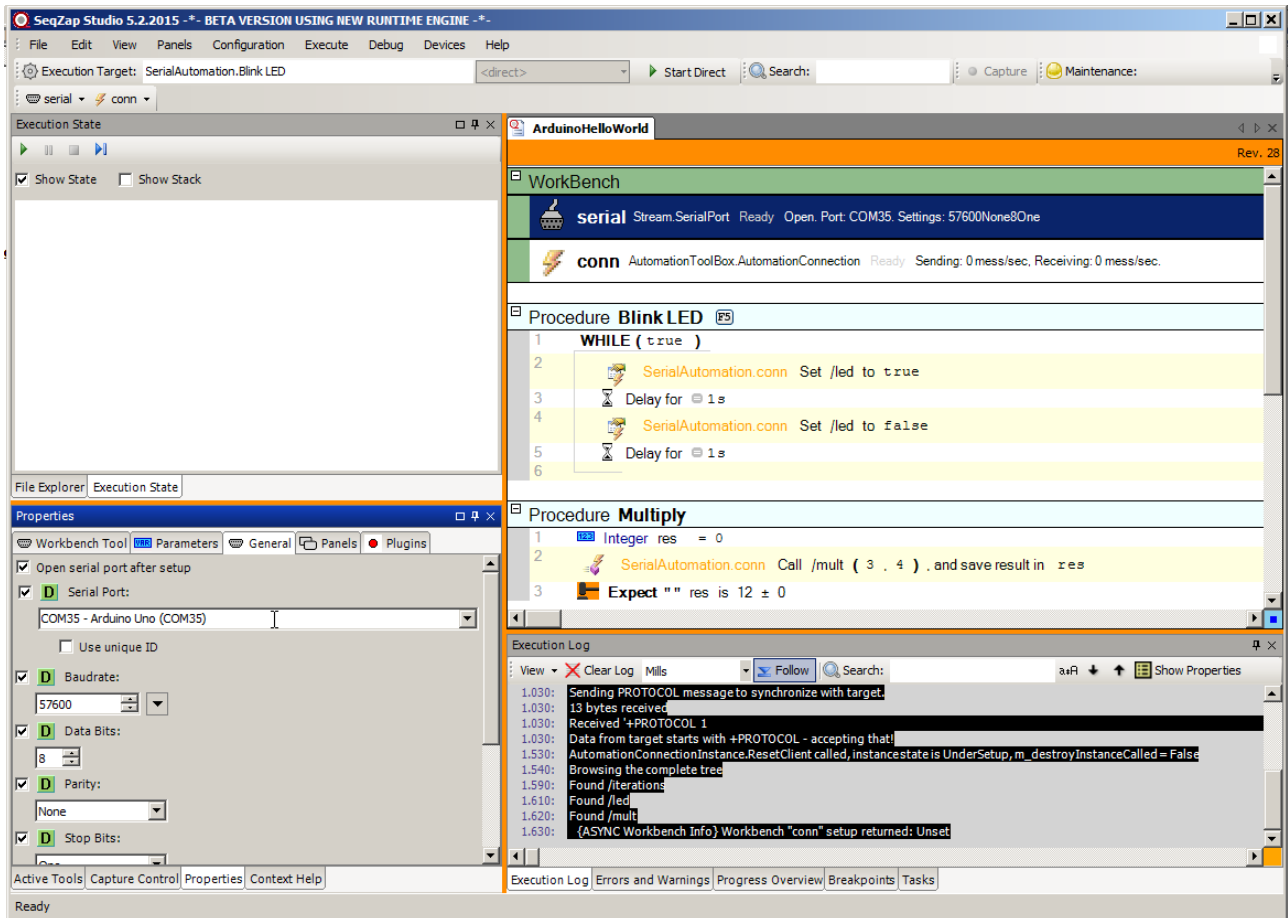 SeqZap Studio 5.2.2015 -*- BETA VERSION USING NEW RUNTIME ENGINE -*-
File Edit View Panels Configuration Execute Debug Devices Help
Execution Target: SerialAutomation.Blink LED <direct> Start Direct Search: Capture Maintenance:
serial conn
Execution State
Show State Show Stack
File Explorer Execution State
Properties
Workbench Tool VAR Parameters General Panels Plugins
Open serial port after setup
D Serial Port:
COM35 - Arduino Uno (COM35)
Use unique ID
D Baudrate:
57600
D Data Bits:
8
D Parity:
None
D Stop Bits:
Active Tools Capture Control Properties Context Help
Ready
ArduinoHelloWorld
Rev. 28
WorkBench
serial Stream.SerialPort Ready Open. Port: COM35. Settings: 57600None8One
conn AutomationToolBox.AutomationConnection Ready Sending: 0 mess/sec, Receiving: 0 mess/sec.
Procedure Blink LED F5
1 WHILE ( true )
2 SerialAutomation.conn Set /led to true
3 Delay for 1s
4 SerialAutomation.conn Set /led to false
5 Delay for 1s
6
Procedure Multiply
1 123 Integer res = 0
2 SerialAutomation.conn Call /mult ( 3 , 4 ) , and save result in res
3 Expect "" res is 12 ± 0
Execution Log
View Clear Log Mills Follow Search: a↔A Show Properties
1.030: Sending PROTOCOL message to synchronize with target.
1.030: 13 bytes received
1.030: Received '+PROTOCOL 1
1.030: Data from target starts with +PROTOCOL - accepting that!
1.530: AutomationConnectionInstance.ResetClient called, instancestate is UnderSetup, m_destroyInstanceCalled = False
1.540: Browsing the complete tree
1.590: Found /iterations
1.610: Found /led
1.620: Found /mult
1.630: {ASYNC Workbench Info} Workbench "conn" setup returned: Unset
Execution Log Errors and Warnings Progress Overview Breakpoints Tasks